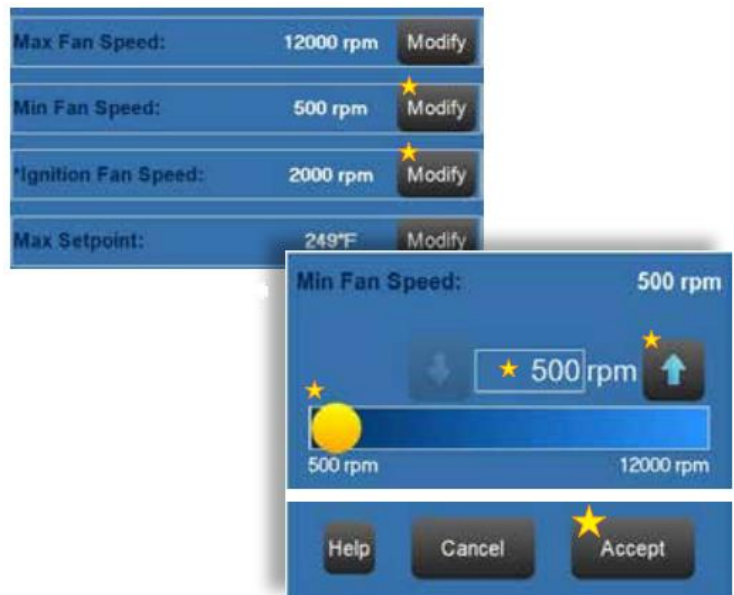 Max Fan Speed: 12000 rpm Modify
Min Fan Speed: 500 rpm Modify
*Ignition Fan Speed: 2000 rpm Modify
Max Setpoint: 249°F Modify
Min Fan Speed: 500 rpm
500 rpm
500 rpm 12000 rpm
Help Cancel Accept